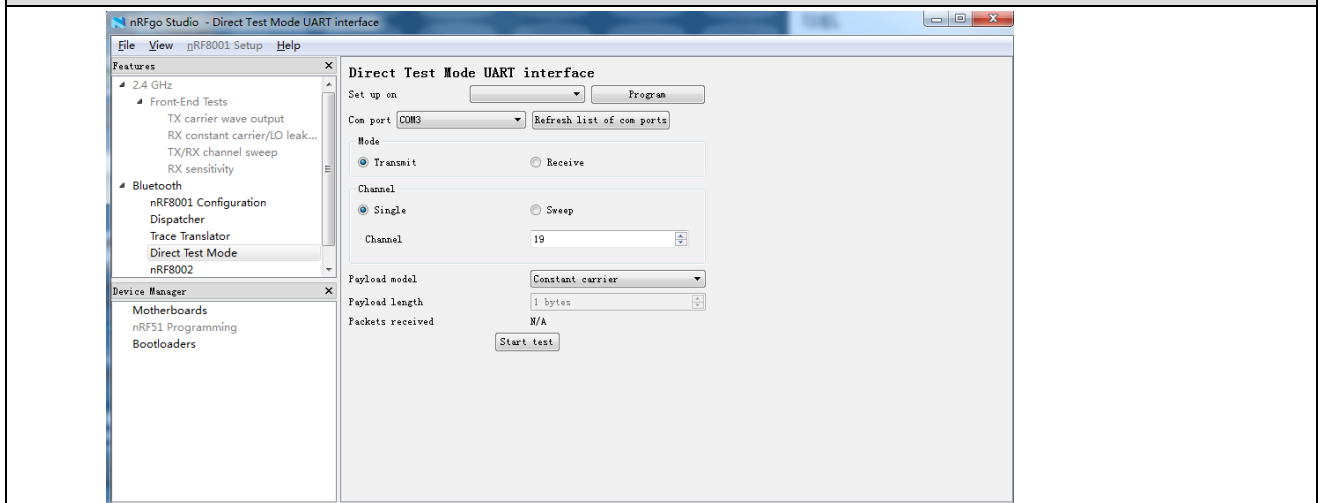 nRFgo Studio - Direct Test Mode UART interface
File View nRF8001 Setup Help
Features
2.4 GHz
Front-End Tests
TX carrier wave output
RX constant carrier/LO leak...
TX/RX channel sweep
RX sensitivity
Bluetooth
nRF8001 Configuration
Dispatcher
Trace Translator
Direct Test Mode
nRF8002
Device Manager
Motherboards
nRF51 Programming
Bootloaders
Direct Test Mode UART interface
Set up on Program
Com port COM3 Refresh list of com ports
Mode
Transmit Receive
Channel
Single Sweep
Channel 19
Payload model Constant carrier
Payload length 1 bytes
Packets received N/A
Start test